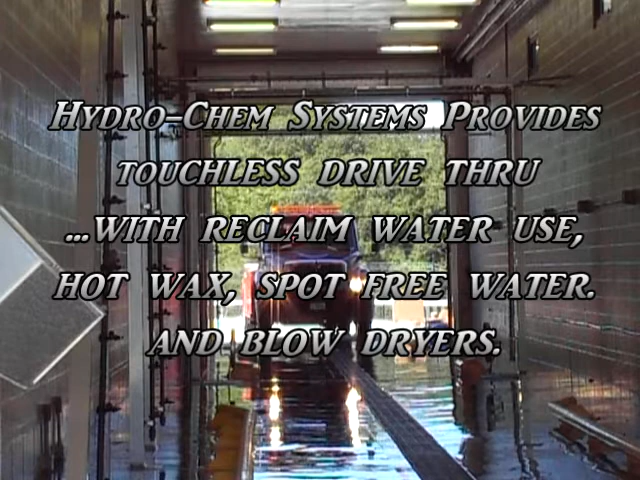 Hydro-Chem Systems Provides
touchless drive thru
...with reclaim water use,
hot wax, spot free water.
and blow dryers.